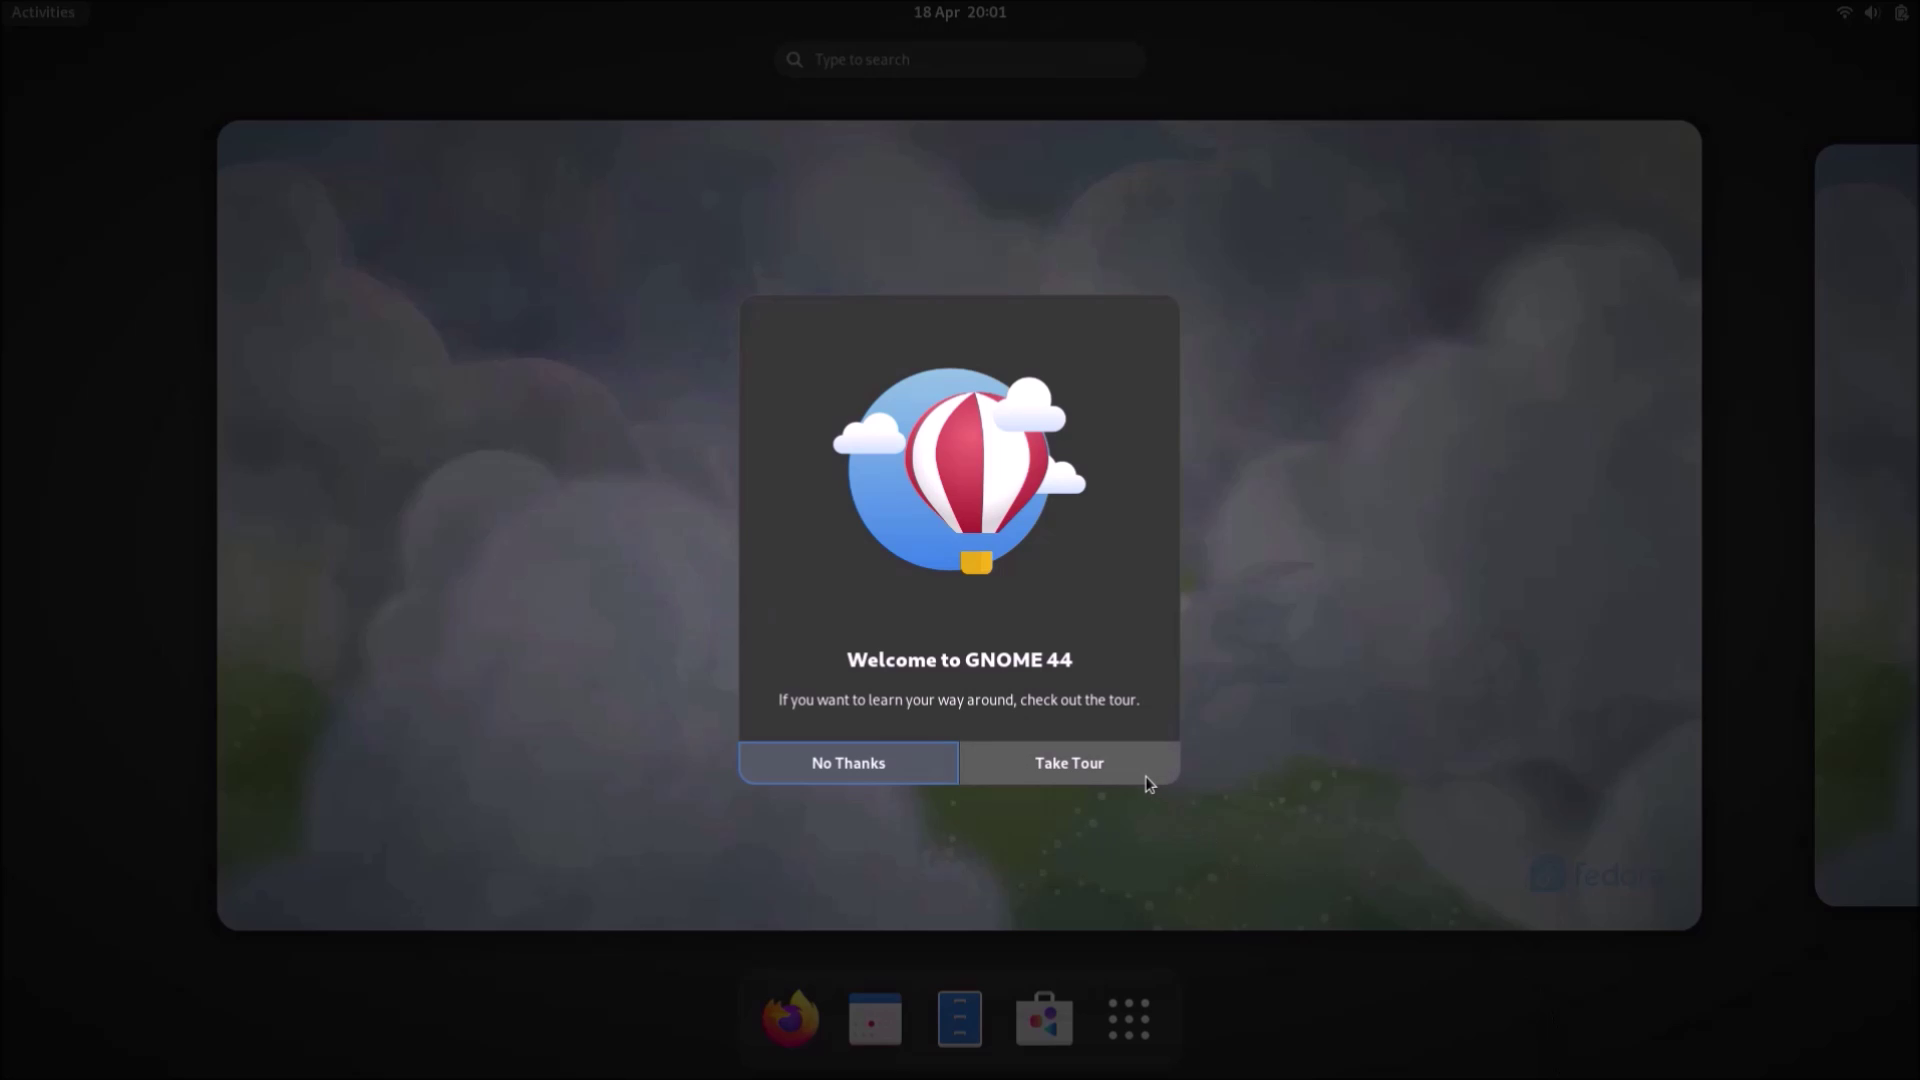 Activities
18 Apr 20:01
Type to search
Welcome to GNOME 44
If you want to learn your way around, check out the tour.
No Thanks
Take Tour
fedora